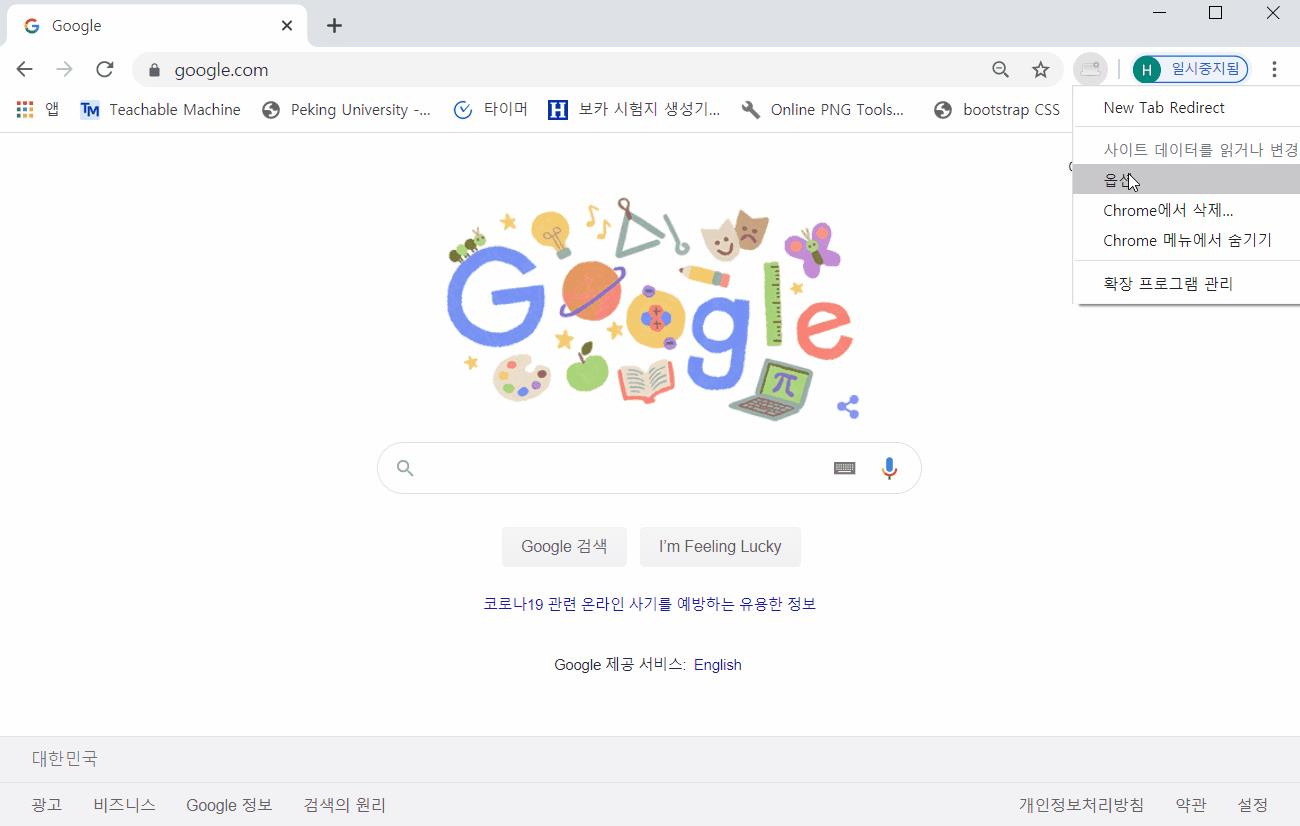 Google
google.com
H 일시중지됨
앱 TM Teachable Machine Peking University -... 타이머 H 보카 시험지 생성기... Online PNG Tools... bootstrap CSS
New Tab Redirect
사이트 데이터를 읽거나 변경
옵션
Chrome에서 삭제...
Chrome 메뉴에서 숨기기
확장 프로그램 관리
Google
π
Google 검색 I'm Feeling Lucky
코로나19 관련 온라인 사기를 예방하는 유용한 정보
Google 제공 서비스: English
대한민국
광고 비즈니스 Google 정보 검색의 원리 개인정보처리방침 약관 설정